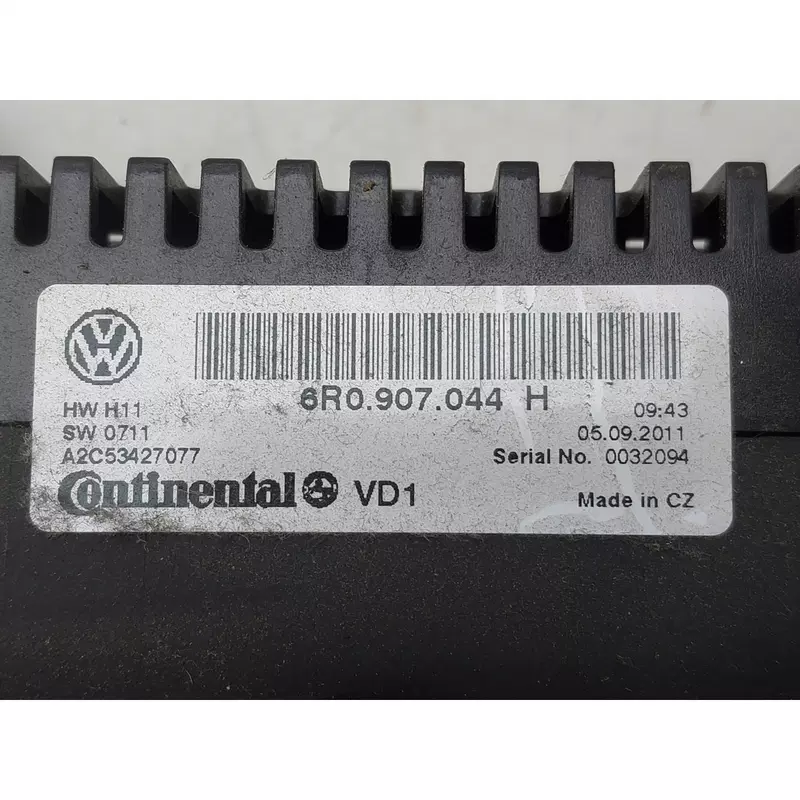 6R0.907.044 H
HW H11
09:43
SW 0711
05.09.2011
A2C53427077
Serial No. 0032094
Continental VD1
Made in CZ